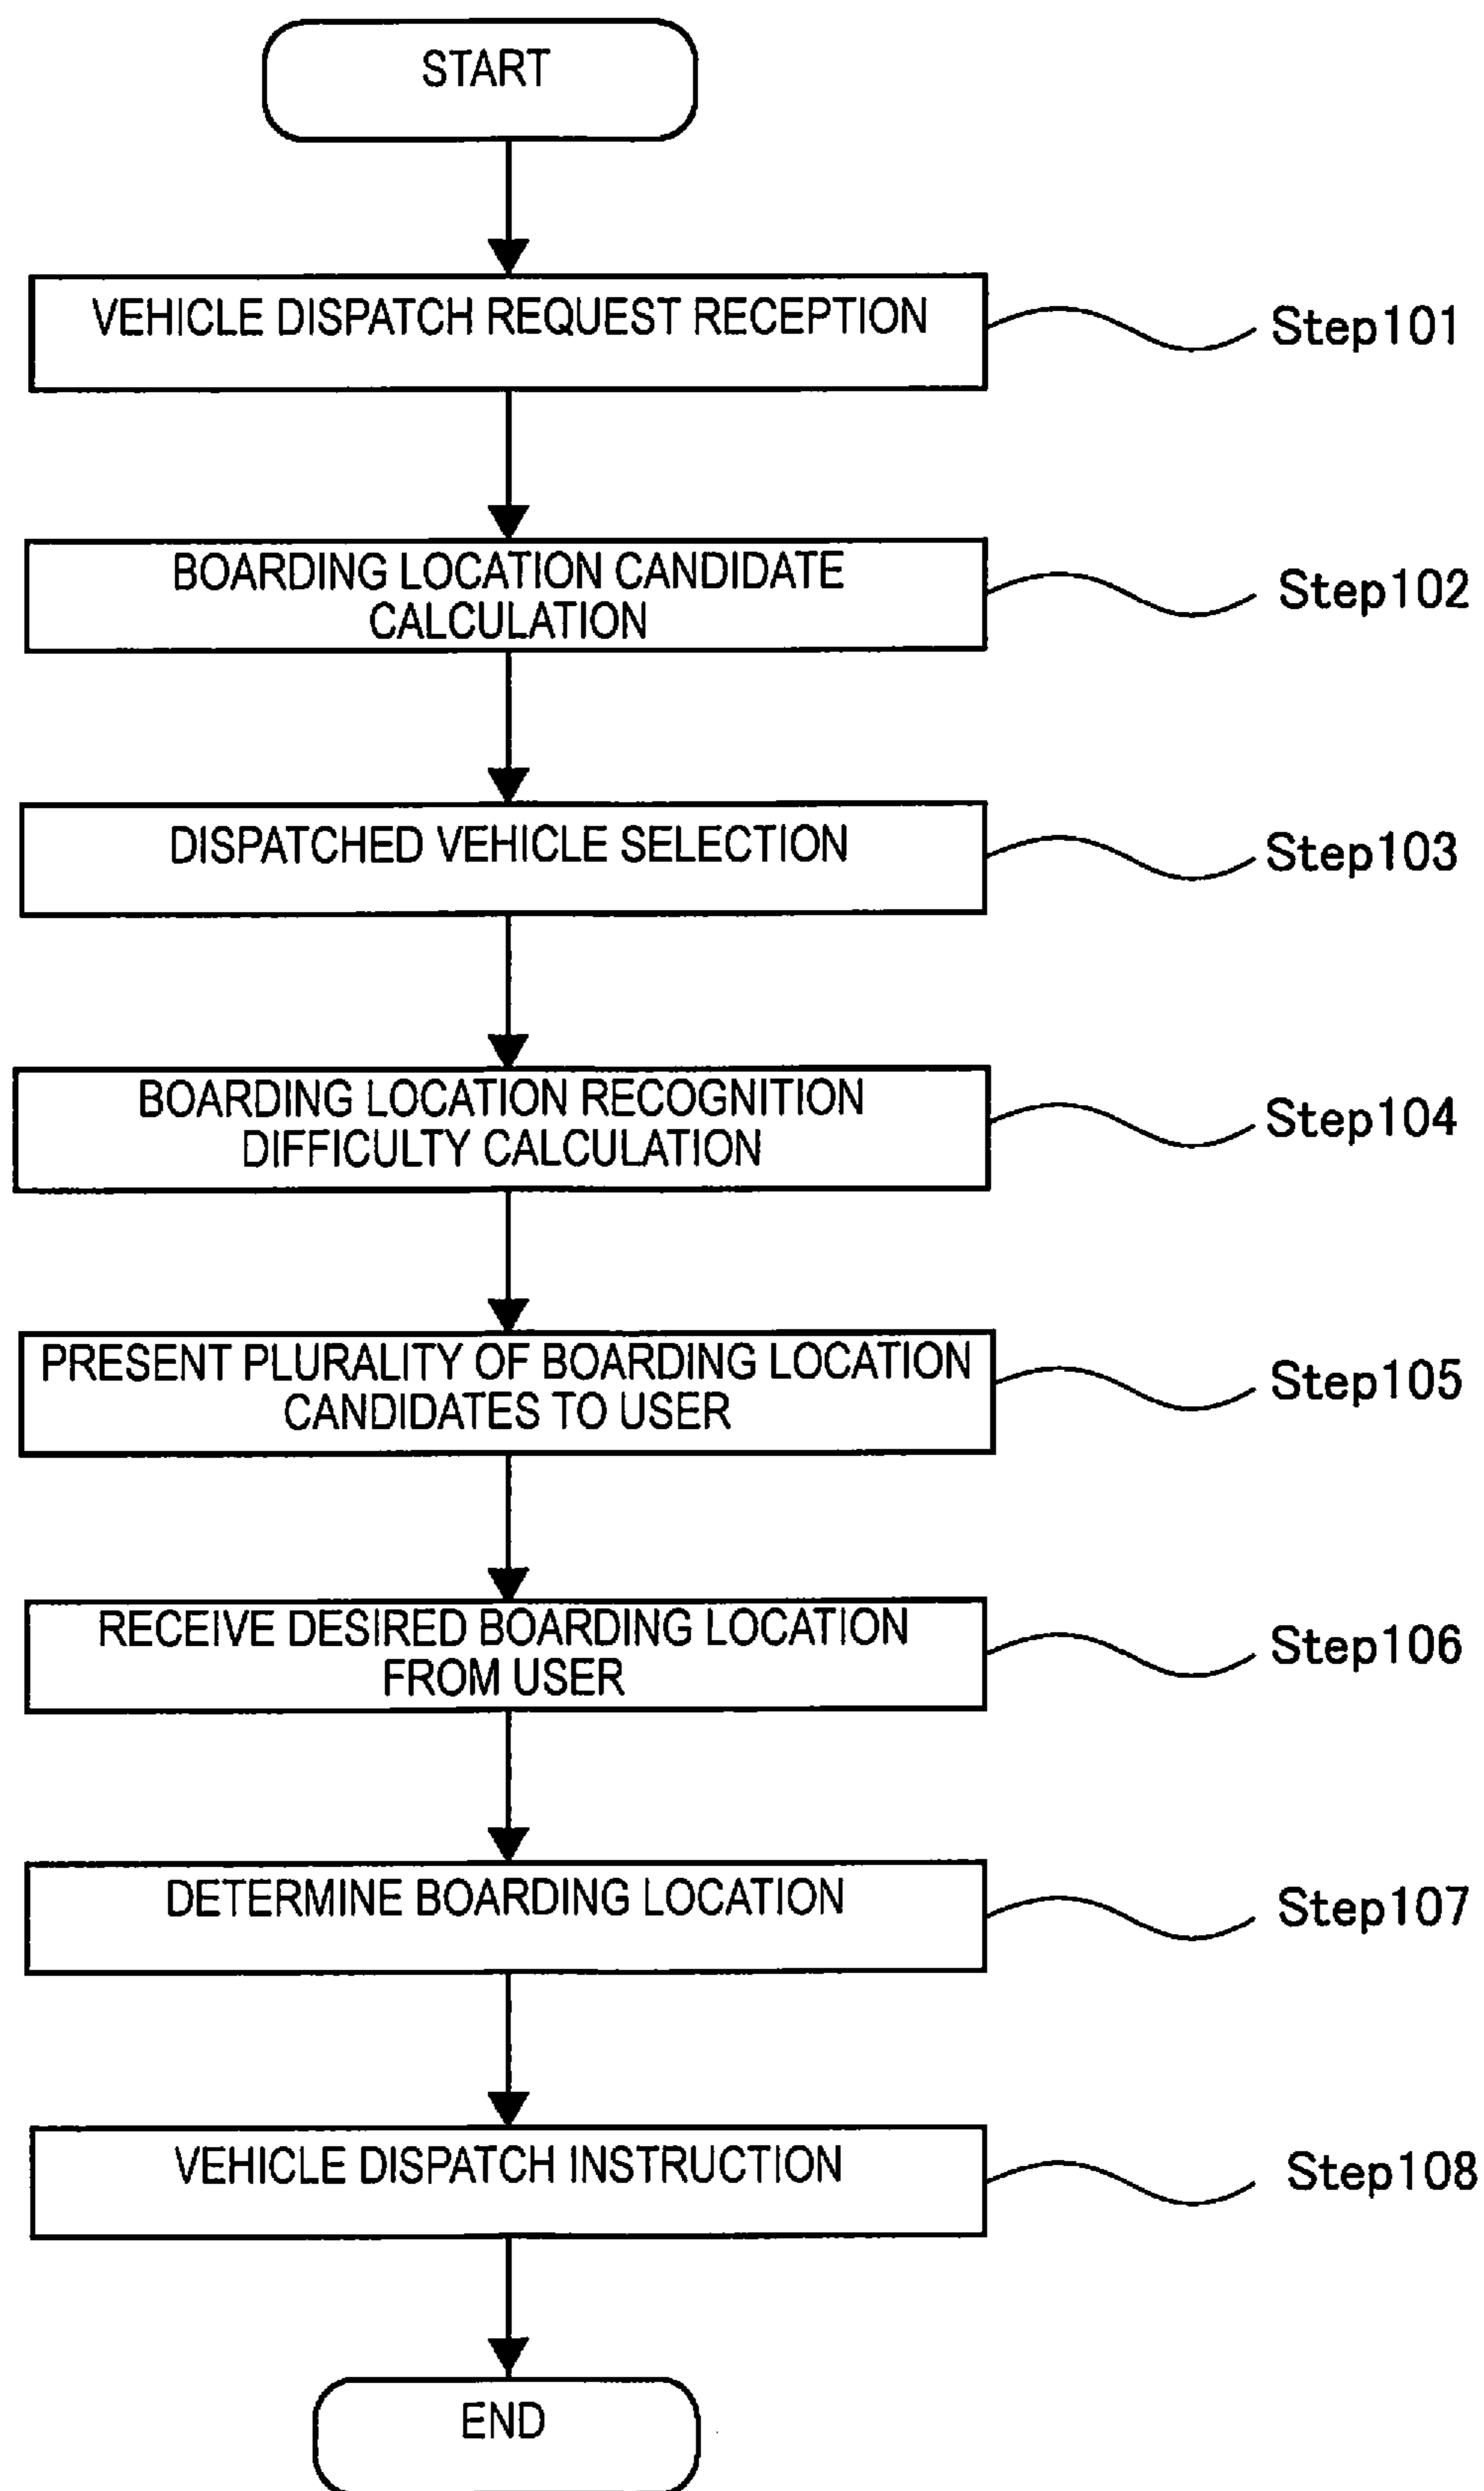 START
VEHICLE DISPATCH REQUEST RECEPTION
Step101
BOARDING LOCATION CANDIDATE
CALCULATION
Step102
DISPATCHED VEHICLE SELECTION
Step103
BOARDING LOCATION RECOGNITION
DIFFICULTY CALCULATION
Step104
PRESENT PLURALITY OF BOARDING LOCATION
CANDIDATES TO USER
Step105
RECEIVE DESIRED BOARDING LOCATION
FROM USER
Step106
DETERMINE BOARDING LOCATION
Step107
VEHICLE DISPATCH INSTRUCTION
Step108
END